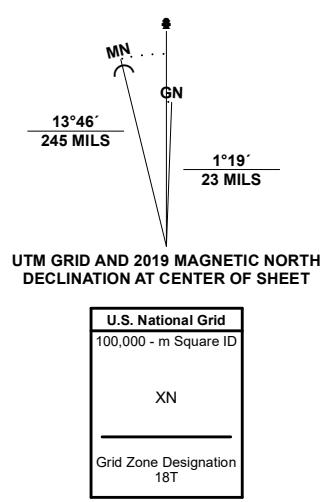 MN
GN
13°46´
245 MILS
1°19´
23 MILS
UTM GRID AND 2019 MAGNETIC NORTH
DECLINATION AT CENTER OF SHEET
U.S. National Grid
100,000 - m Square ID
XN
Grid Zone Designation
18T